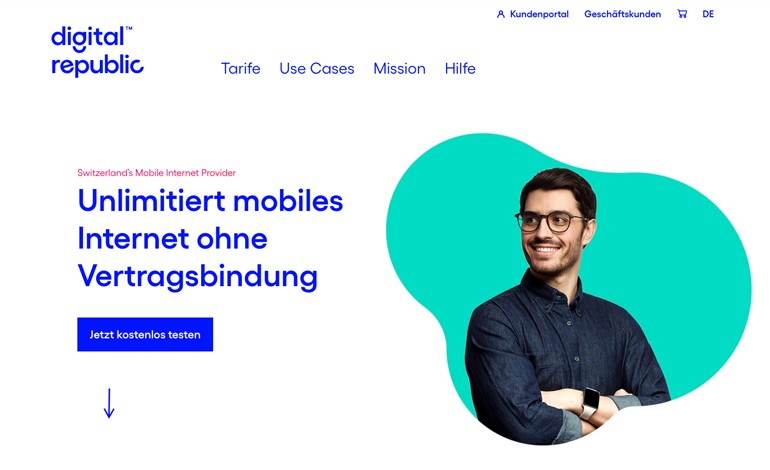 Kundenportal Geschäftskunden DE
digital™
republic
Tarife Use Cases Mission Hilfe
Switzerland's Mobile Internet Provider
Unlimitiert mobiles
Internet ohne
Vertragsbindung
Jetzt kostenlos testen